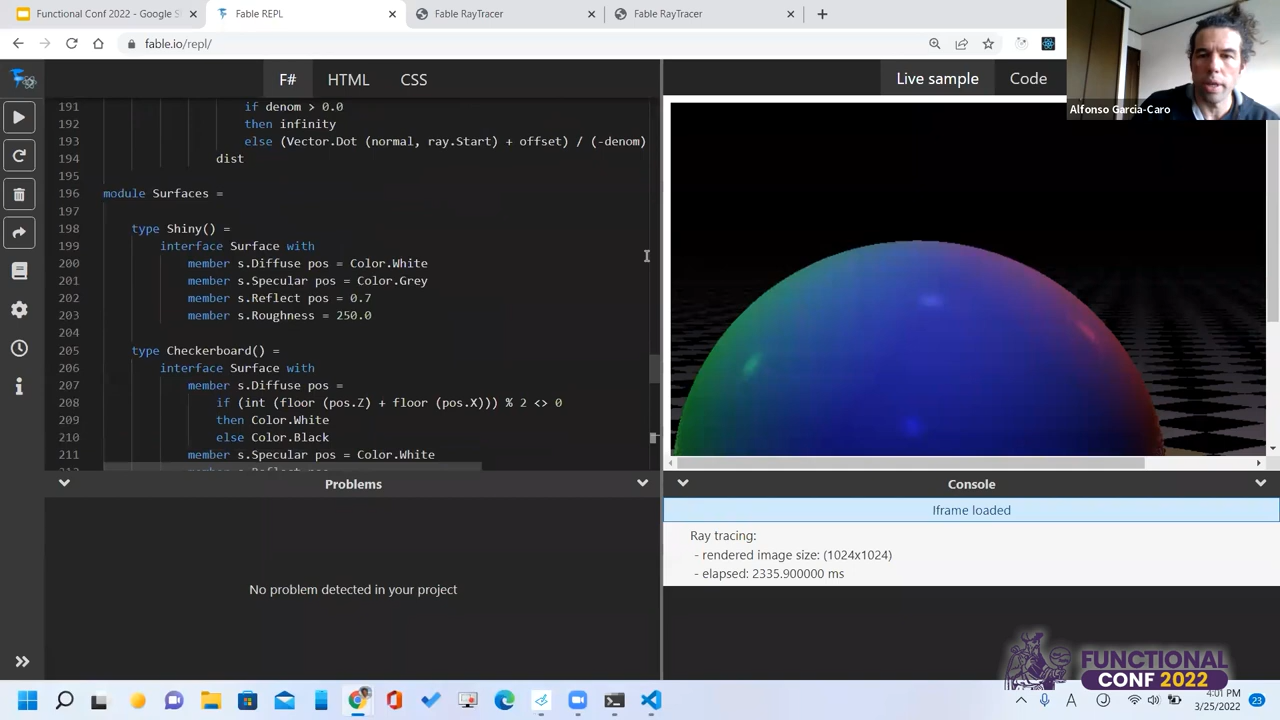 Functional Conf 2022 - Google S
Fable REPL
Fable RayTracer
Fable RayTracer
fable.io/repl/
F#
HTML
CSS
Live sample
Code
Alfonso Garcia-Caro
191 if denom > 0.0
192 then infinity
193 else (Vector.Dot (normal, ray.Start) + offset) / (-denom)
194 dist
195
196 module Surfaces =
197
198 type Shiny() =
199 interface Surface with
200 member s.Diffuse pos = Color.White
201 member s.Specular pos = Color.Grey
202 member s.Reflect pos = 0.7
203 member s.Roughness = 250.0
204
205 type Checkerboard() =
206 interface Surface with
207 member s.Diffuse pos =
208 if (int (floor (pos.Z) + floor (pos.X))) % 2 <> 0
209 then Color.White
210 else Color.Black
211 member s.Specular pos = Color.White
Problems
No problem detected in your project
Console
Iframe loaded
Ray tracing:
- rendered image size: (1024x1024)
- elapsed: 2335.900000 ms
FUNCTIONAL
CONF 2022
4:01 PM
3/25/2022
23